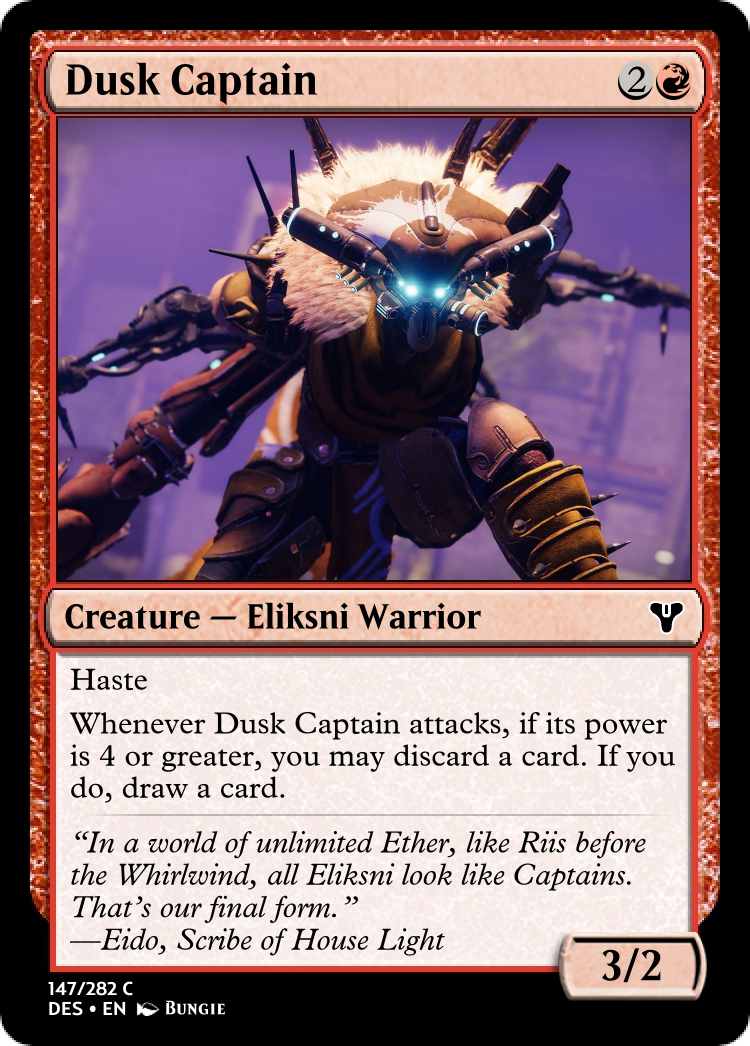 Dusk Captain
2
Creature — Eliksni Warrior
Haste
Whenever Dusk Captain attacks, if its power
is 4 or greater, you may discard a card. If you
do, draw a card.
“In a world of unlimited Ether, like Riis before
the Whirlwind, all Eliksni look like Captains.
That’s our final form.”
—Eido, Scribe of House Light
3/2
147/282 C
DES • EN Bungie